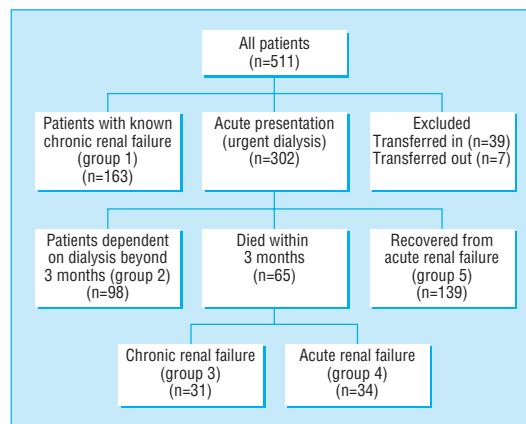 All patients
(n=511)
Patients with known
chronic renal failure
(group 1)
n=163)
Acute presentation
(urgent dialysis)
(n=302)
Excluded
Transferred in (n=39)
Transferred out (n=7)
Patients dependent
on dialysis beyond
3 months (group 2)
(n=98)
Died within
3 months
(n=65)
Recovered from
acute renal failure
(group 5)
(n=139)
Chronic renal failure
(group 3)
(n=31)
Acute renal failure
(group 4)
(n=34)